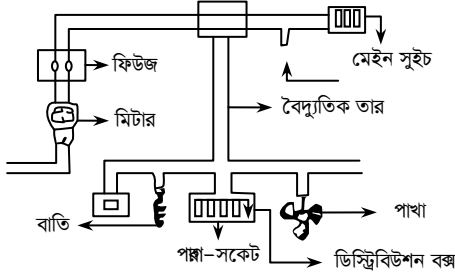 মেইন সুইচ
ফিউজ
বৈদ্যুতিক তার
মিটার
বাতি
পাখা
প্লাগ-সকেট
ডিস্ট্রিবিউশন বক্স